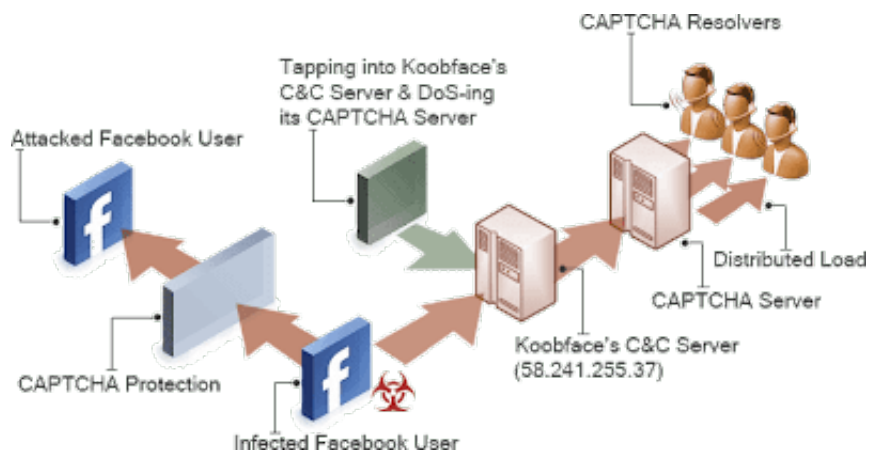 CAPTCHA Resolvers
Tapping into Koobface's
C&C Server & DoS-ing
its CAPTCHA Server
Attacked Facebook User
f
Distributed Load
CAPTCHA Server
Koobface's C&C Server
(58.241.255.37)
CAPTCHA Protection
f
Infected Facebook User